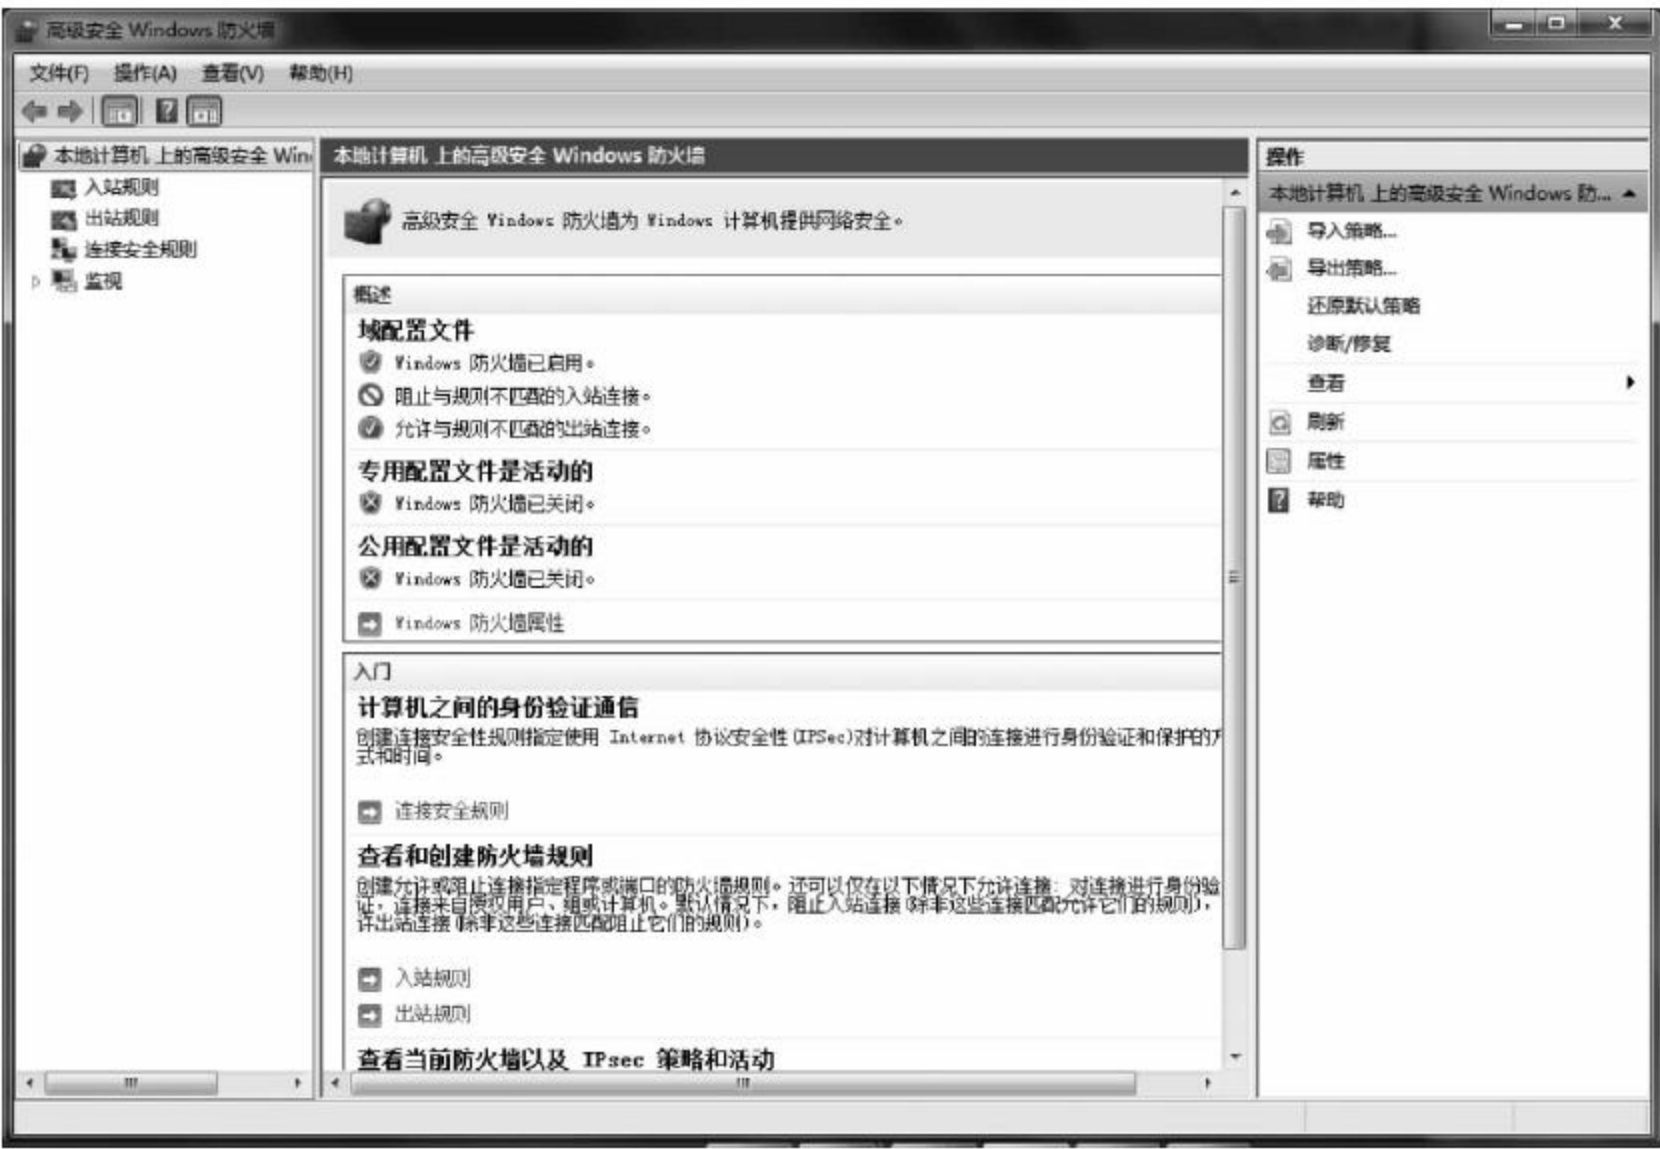 高级安全 Windows 防火墙
文件(F) 操作(A) 查看(V) 帮助(H)
本地计算机 上的高级安全 Win
入站规则
出站规则
连接安全规则
监视
本地计算机 上的高级安全 Windows 防火墙
高级安全 Windows 防火墙为 Windows 计算机提供网络安全。
概述
域配置文件
Windows 防火墙已启用。
阻止与规则不匹配的入站连接。
允许与规则不匹配的出站连接。
专用配置文件是活动的
Windows 防火墙已关闭。
公用配置文件是活动的
Windows 防火墙已关闭。
Windows 防火墙属性
入门
计算机之间的身份验证通信
创建连接安全性规则指定使用 Internet 协议安全性(IPSec)对计算机之间的连接进行身份验证和保护的方
式和时间。
连接安全规则
查看和创建防火墙规则
创建允许或阻止连接指定程序或端口的防火墙规则。还可以仅在以下情况下允许连接: 对连接进行身份验
证，连接来自授权用户、组或计算机。默认情况下，阻止入站连接(除非这些连接匹配允许它们的规则)，
许出站连接(除非这些连接匹配阻止它们的规则)。
入站规则
出站规则
查看当前防火墙以及 IPsec 策略和活动
操作
本地计算机 上的高级安全 Windows 防...
导入策略...
导出策略...
还原默认策略
诊断/修复
查看
刷新
属性
帮助